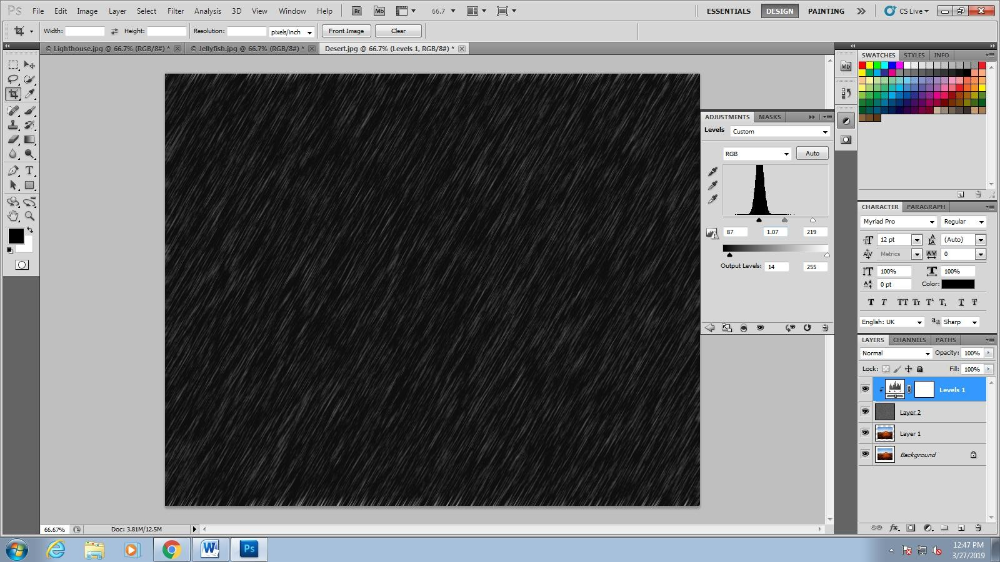 Ps File Edit Image Layer Select Filter Analysis 3D View Window Help Br Mb 66.7 ESSENTIALS DESIGN PAINTING CS Live
Width: Height: Resolution: pixels/inch Front Image Clear
© Lighthouse.jpg @ 66.7% (RGB/8#) * © Jellyfish.jpg @ 66.7% (RGB/8#) * Desert.jpg @ 66.7% (Levels 1, RGB/8#) *
SWATCHES STYLES INFO
Mb
ADJUSTMENTS MASKS
Levels Custom
RGB Auto
87 1.07 219
Output Levels: 14 255
CHARACTER PARAGRAPH
Myriad Pro Regular
12 pt (Auto)
Metrics 0
100% 100%
0 pt Color:
T T TT Tr T¹ T₁ T T
English: UK aa Sharp
LAYERS CHANNELS PATHS
Normal Opacity: 100%
Lock: Fill: 100%
Levels 1
Layer 2
Layer 1
Background
66.67% Doc: 3.81M/12.5M
W Ps
12:47 PM
3/27/2019